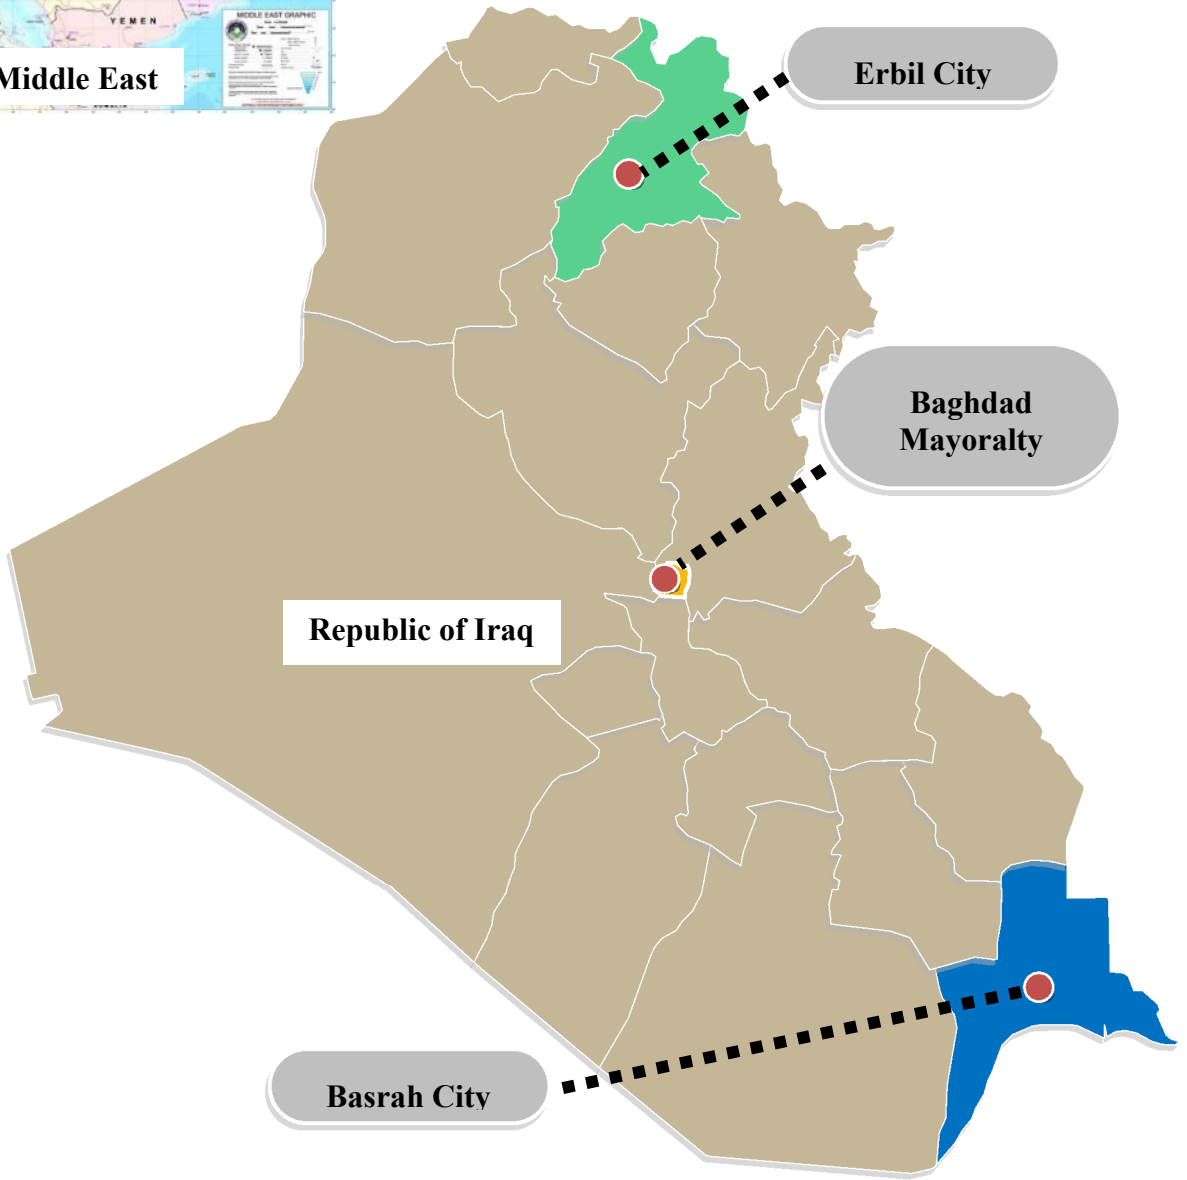 YEMEN
MIDDLE EAST GRAPHIC
Middle East
Erbil City
Baghdad
Mayoralty
Republic of Iraq
Basrah City